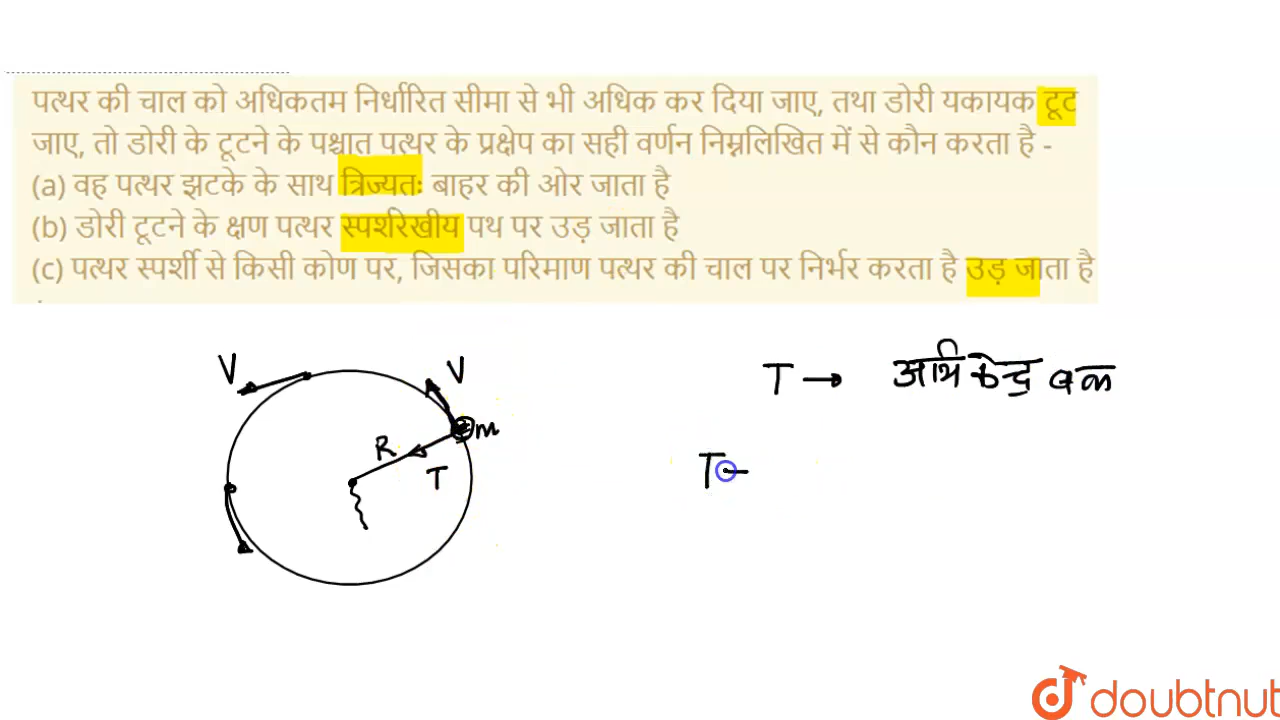 पत्थर की चाल को अधिकतम निर्धारित सीमा से भी अधिक कर दिया जाए, तथा डोरी यकायक टूट
जाए, तो डोरी के टूटने के पश्चात पत्थर के प्रक्षेप का सही वर्णन निम्नलिखित में से कौन करता है -
(a) वह पत्थर झटके के साथ त्रिज्यतः बाहर की ओर जाता है
(b) डोरी टूटने के क्षण पत्थर स्पर्शरेखीय पथ पर उड़ जाता है
(c) पत्थर स्पर्शी से किसी कोण पर, जिसका परिमाण पत्थर की चाल पर निर्भर करता है उड़ जाता है
V
V
T → अभिकेन्द्र बल
m
R
T
T
doubtnut